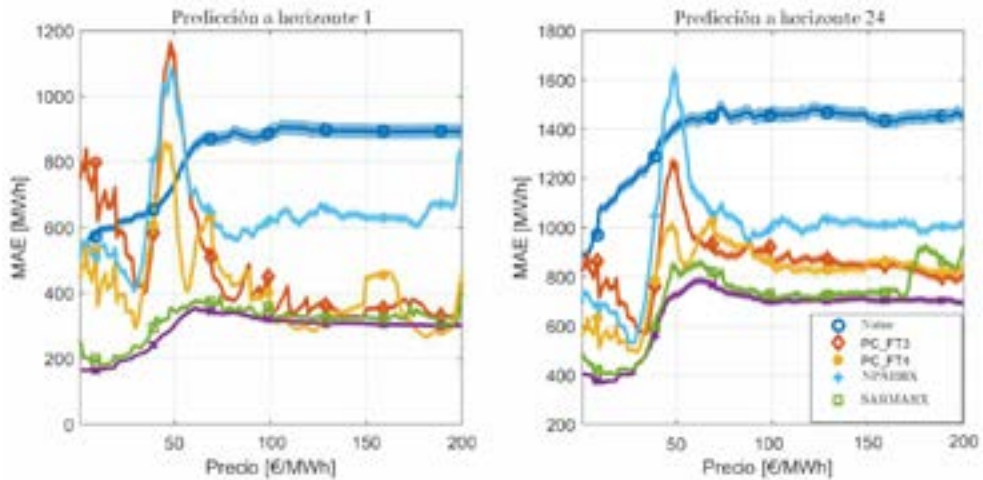 Predicción a horizonte 1
1200
1000
800
600
400
200
0
MAE [MWh]
50
100
150
200
Precio [€/MWh]
Predicción a horizonte 24
1800
1600
1400
1200
1000
800
600
400
200
MAE [MWh]
50
100
150
200
Precio [€/MWh]
Naive
PC_FT3
PC_FT4
SARMAHX